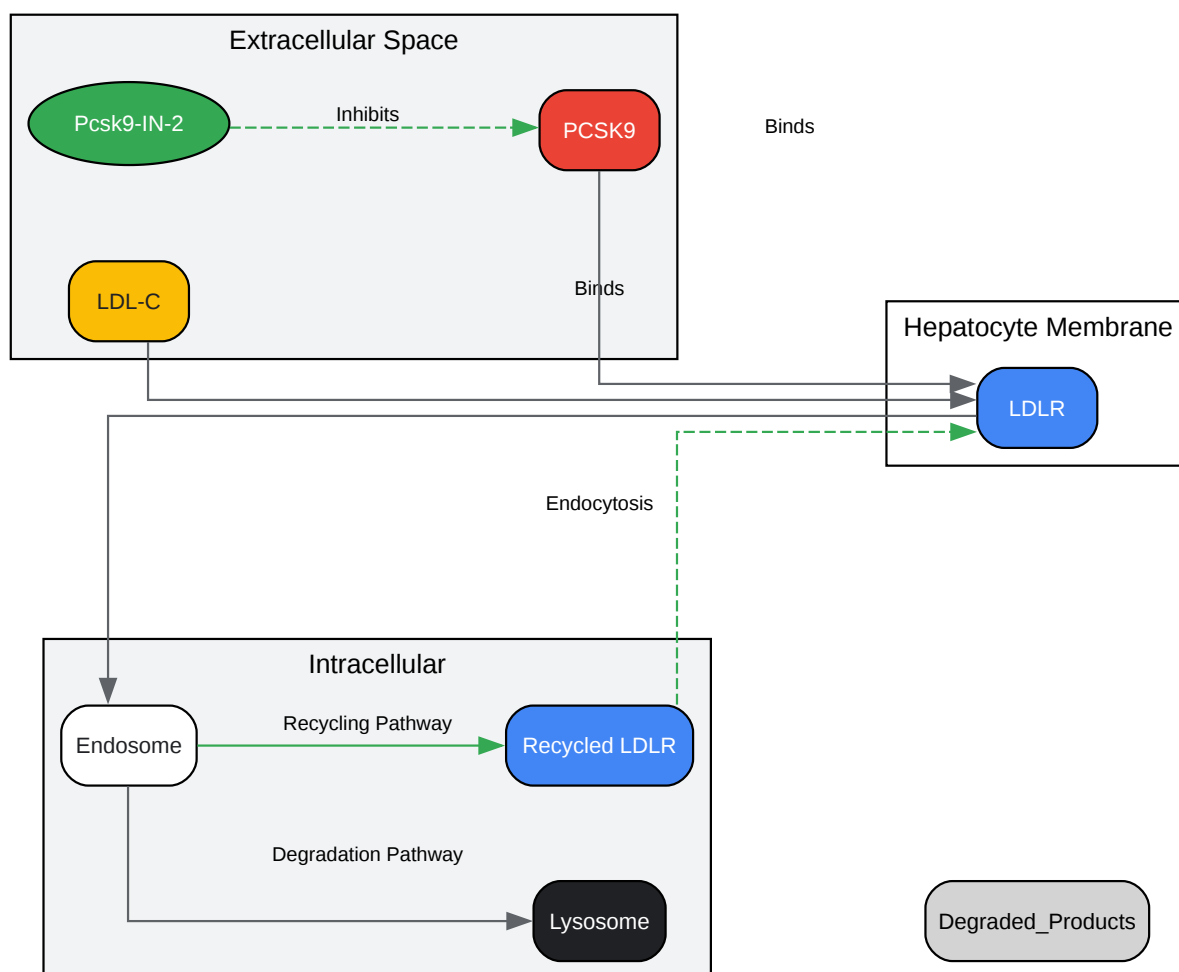 Extracellular Space
Pcsk9-IN-2
Inhibits
PCSK9
Binds
LDL-C
Binds
Hepatocyte Membrane
LDLR
Endocytosis
Intracellular
Endosome
Recycling Pathway
Recycled LDLR
Degradation Pathway
Lysosome
Degraded_Products